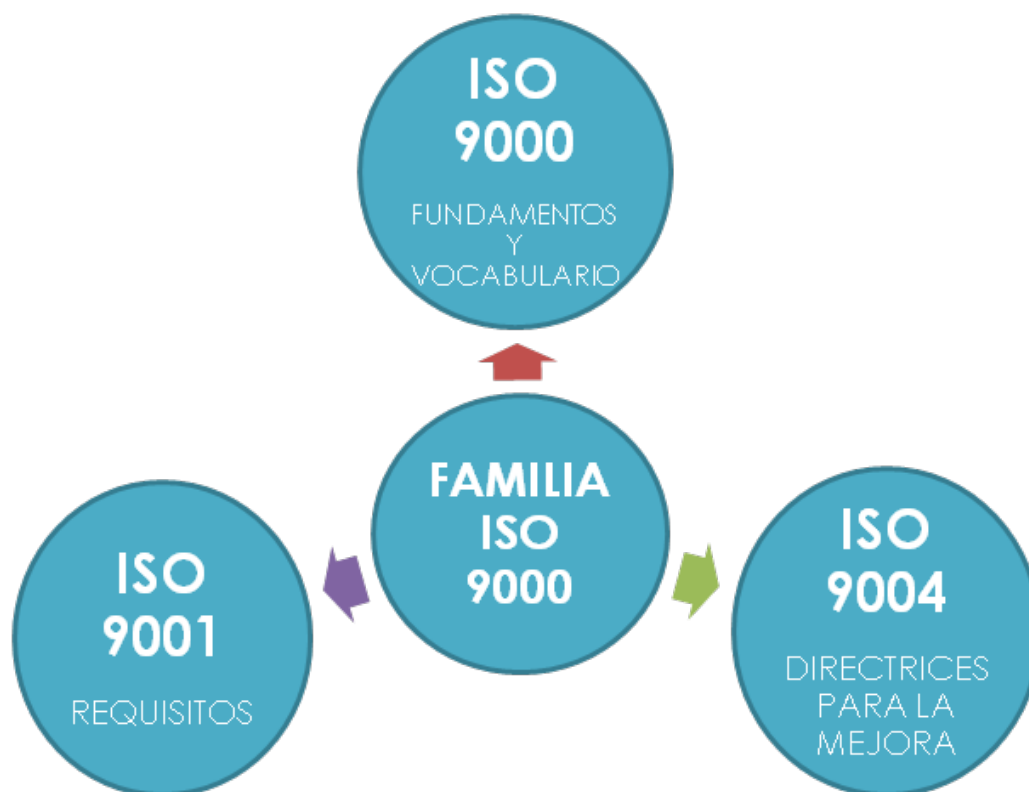 ISO
9000
FUNDAMENTOS
Y
VOCABULARIO
FAMILIA
ISO
9000
ISO
9001
REQUISITOS
ISO
9004
DIRECTRICES
PARA LA
MEJORA